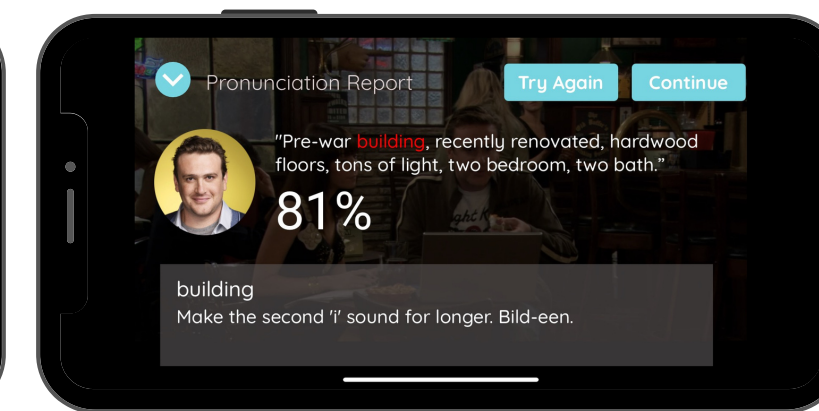 Pronunciation Report
Try Again
Continue
"Pre-war building, recently renovated, hardwood
floors, tons of light, two bedroom, two bath.”
81%
building
Make the second 'i' sound for longer. Bild-een.